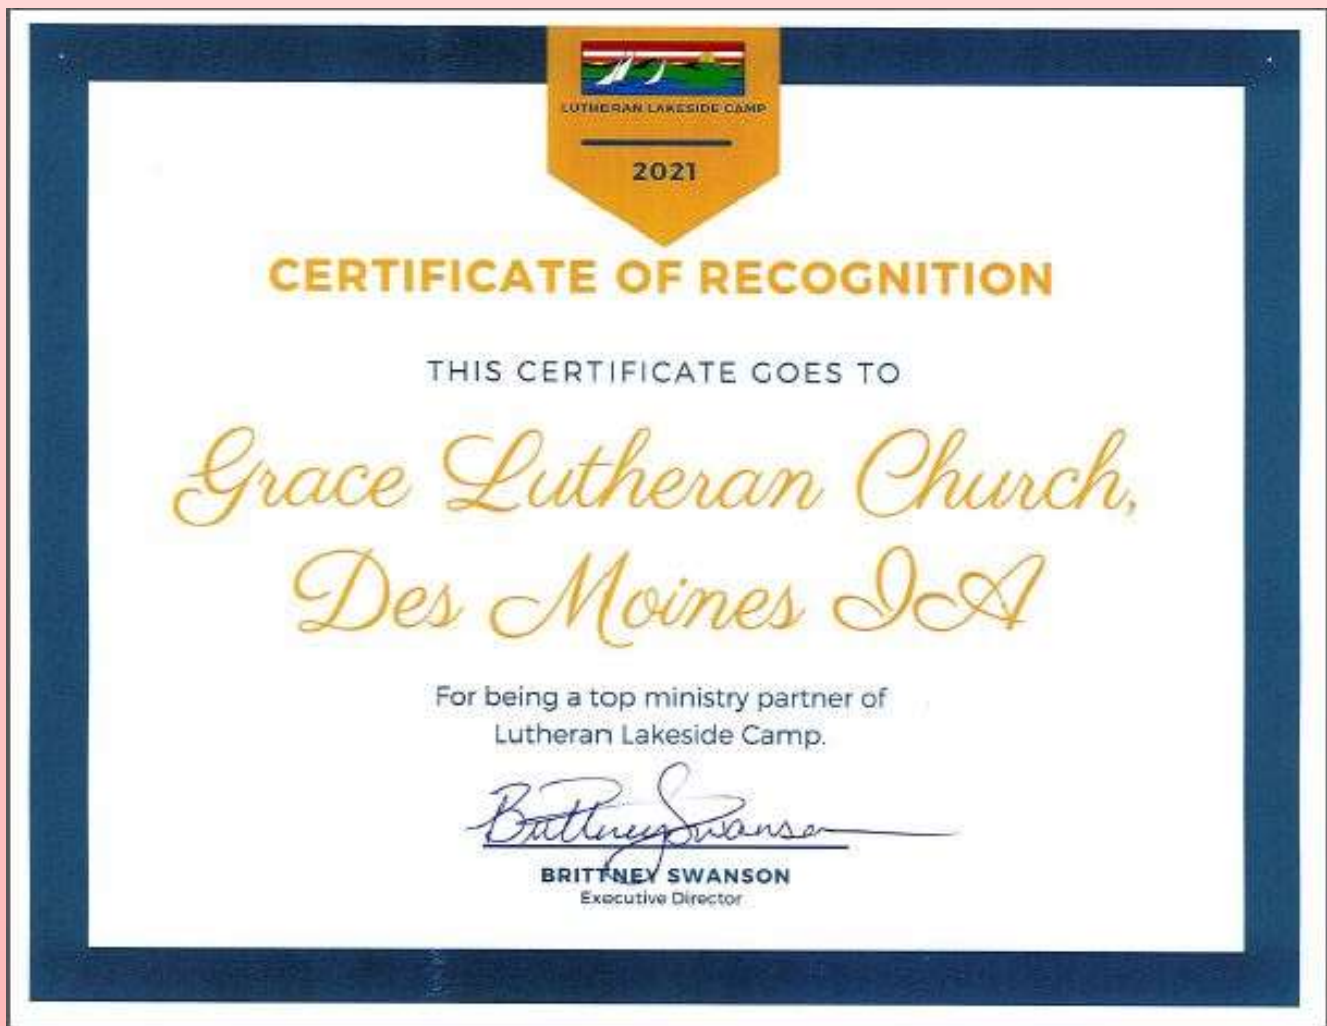 LUTHERAN LAKESIDE CAMP
2021
CERTIFICATE OF RECOGNITION
THIS CERTIFICATE GOES TO
Grace Lutheran Church,
Des Moines IA
For being a top ministry partner of
Lutheran Lakeside Camp.
Brittney Swanson
BRITTNEY SWANSON
Executive Director